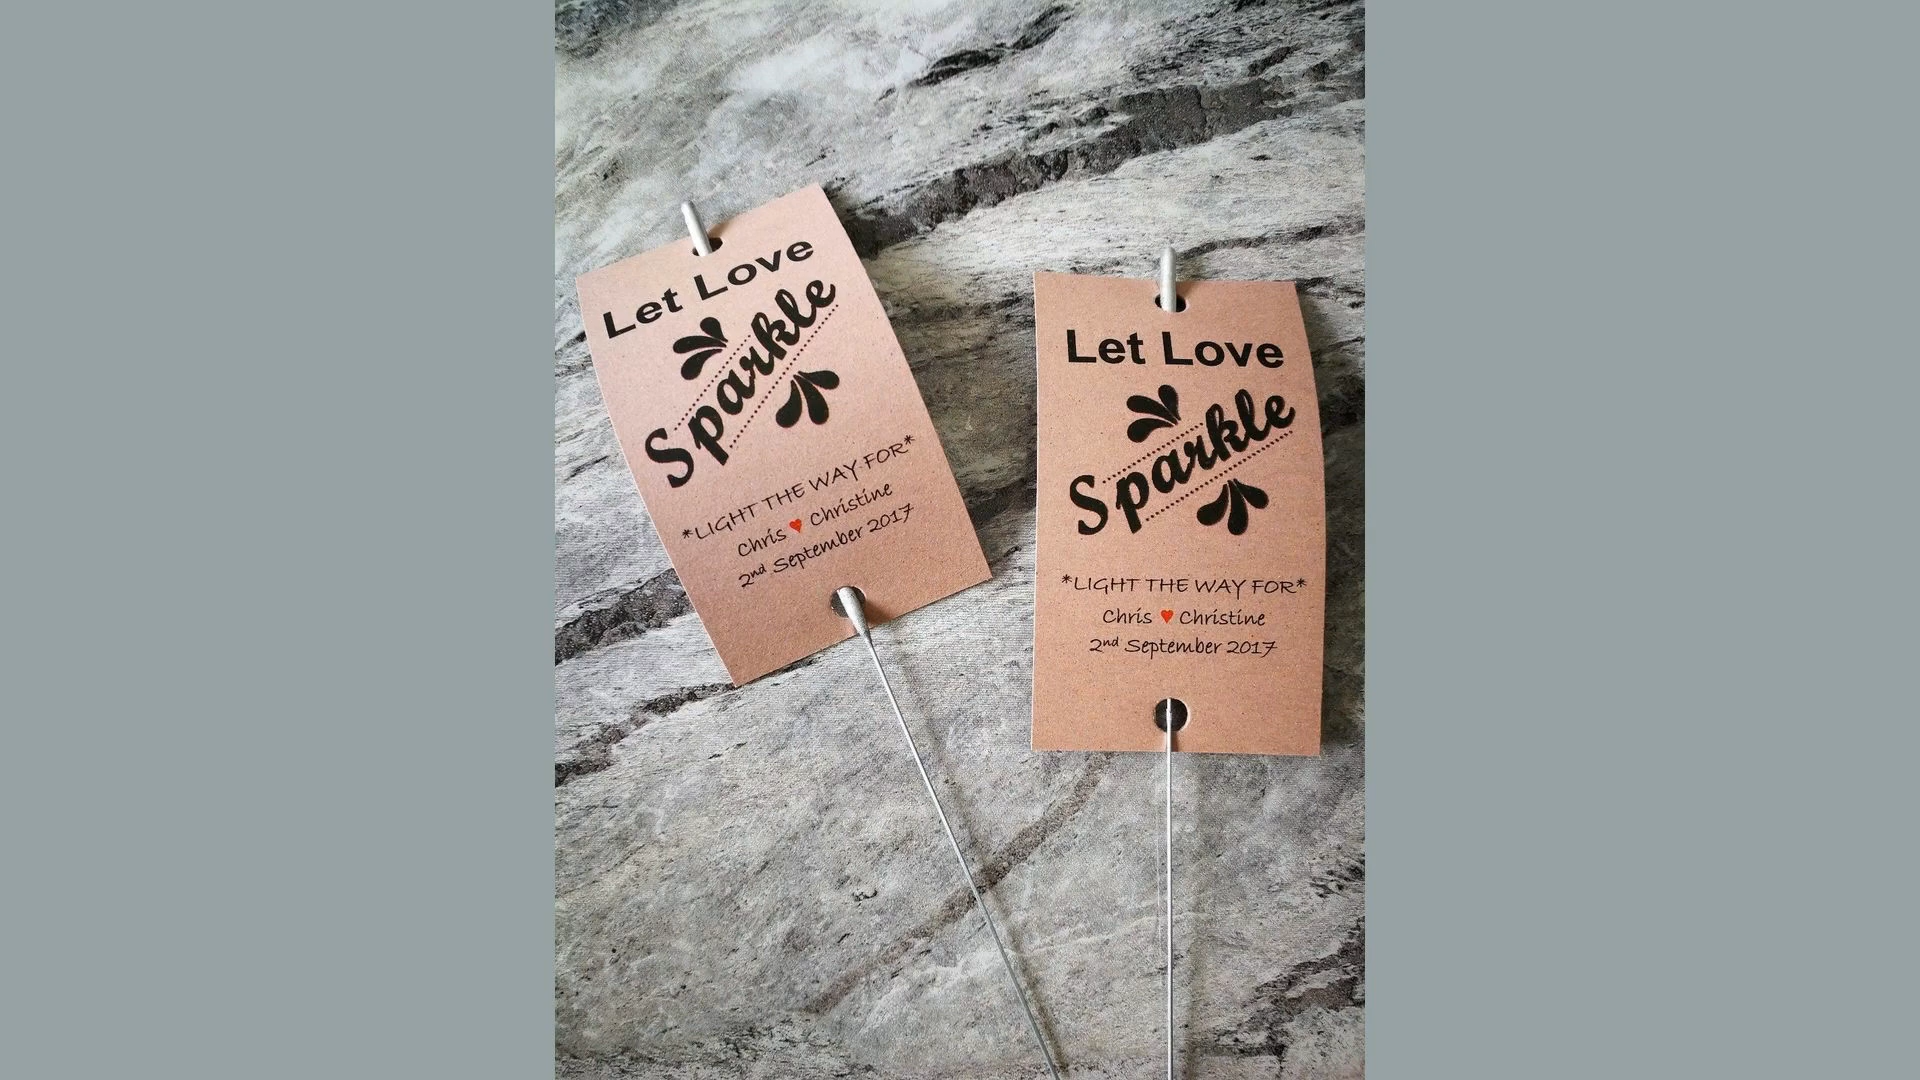 Let Love
Sparkle
*LIGHT THE WAY FOR*
Chris ♥ Christine
2nd September 2017
Let Love
Sparkle
*LIGHT THE WAY FOR*
Chris ♥ Christine
2nd September 2017